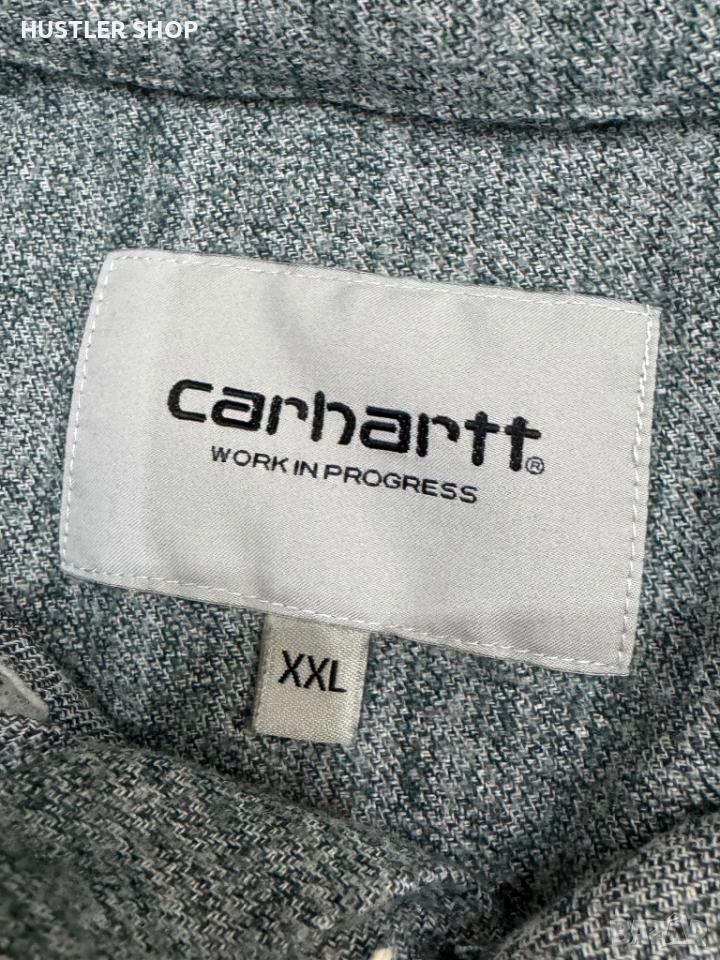 HUSTLER SHOP
carhartt®
WORK IN PROGRESS
XXL